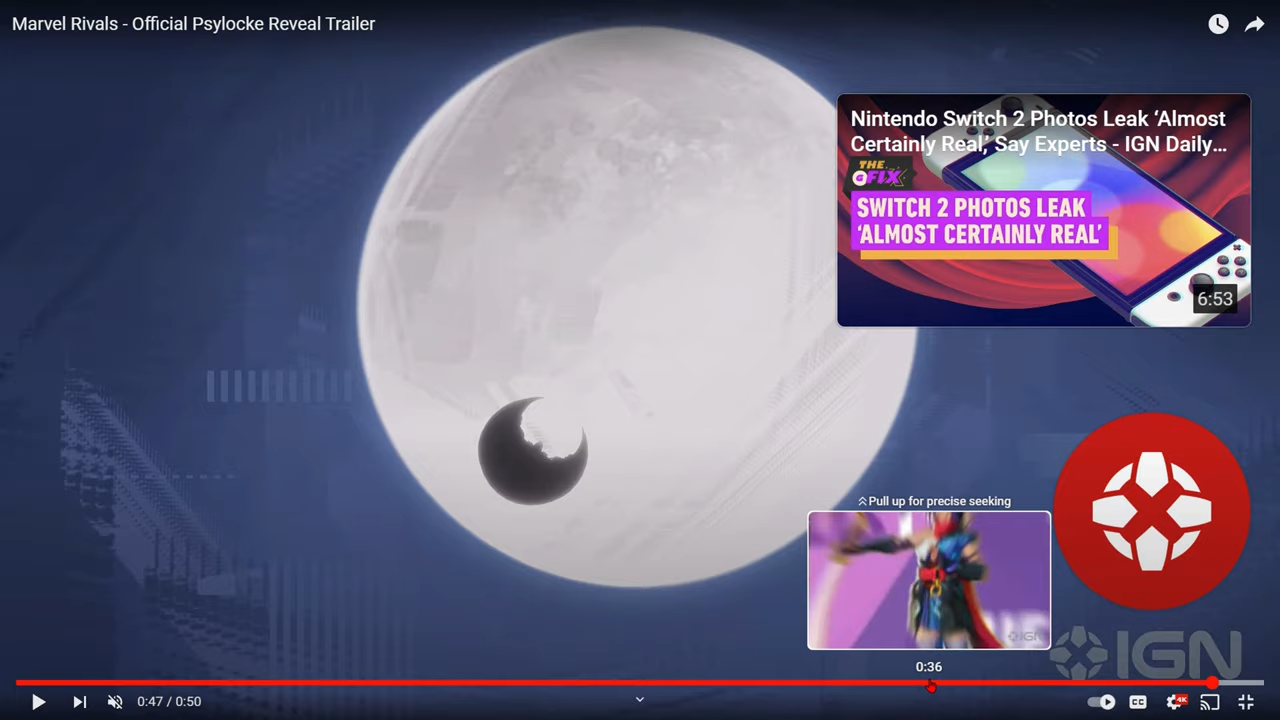 Marvel Rivals - Official Psylocke Reveal Trailer
Nintendo Switch 2 Photos Leak ‘Almost
Certainly Real,’ Say Experts - IGN Daily...
THE
FIX
SWITCH 2 PHOTOS LEAK
‘ALMOST CERTAINLY REAL’
6:53
Pull up for precise seeking
IGN
0:36
IGN
0:47 / 0:50
CC
4K